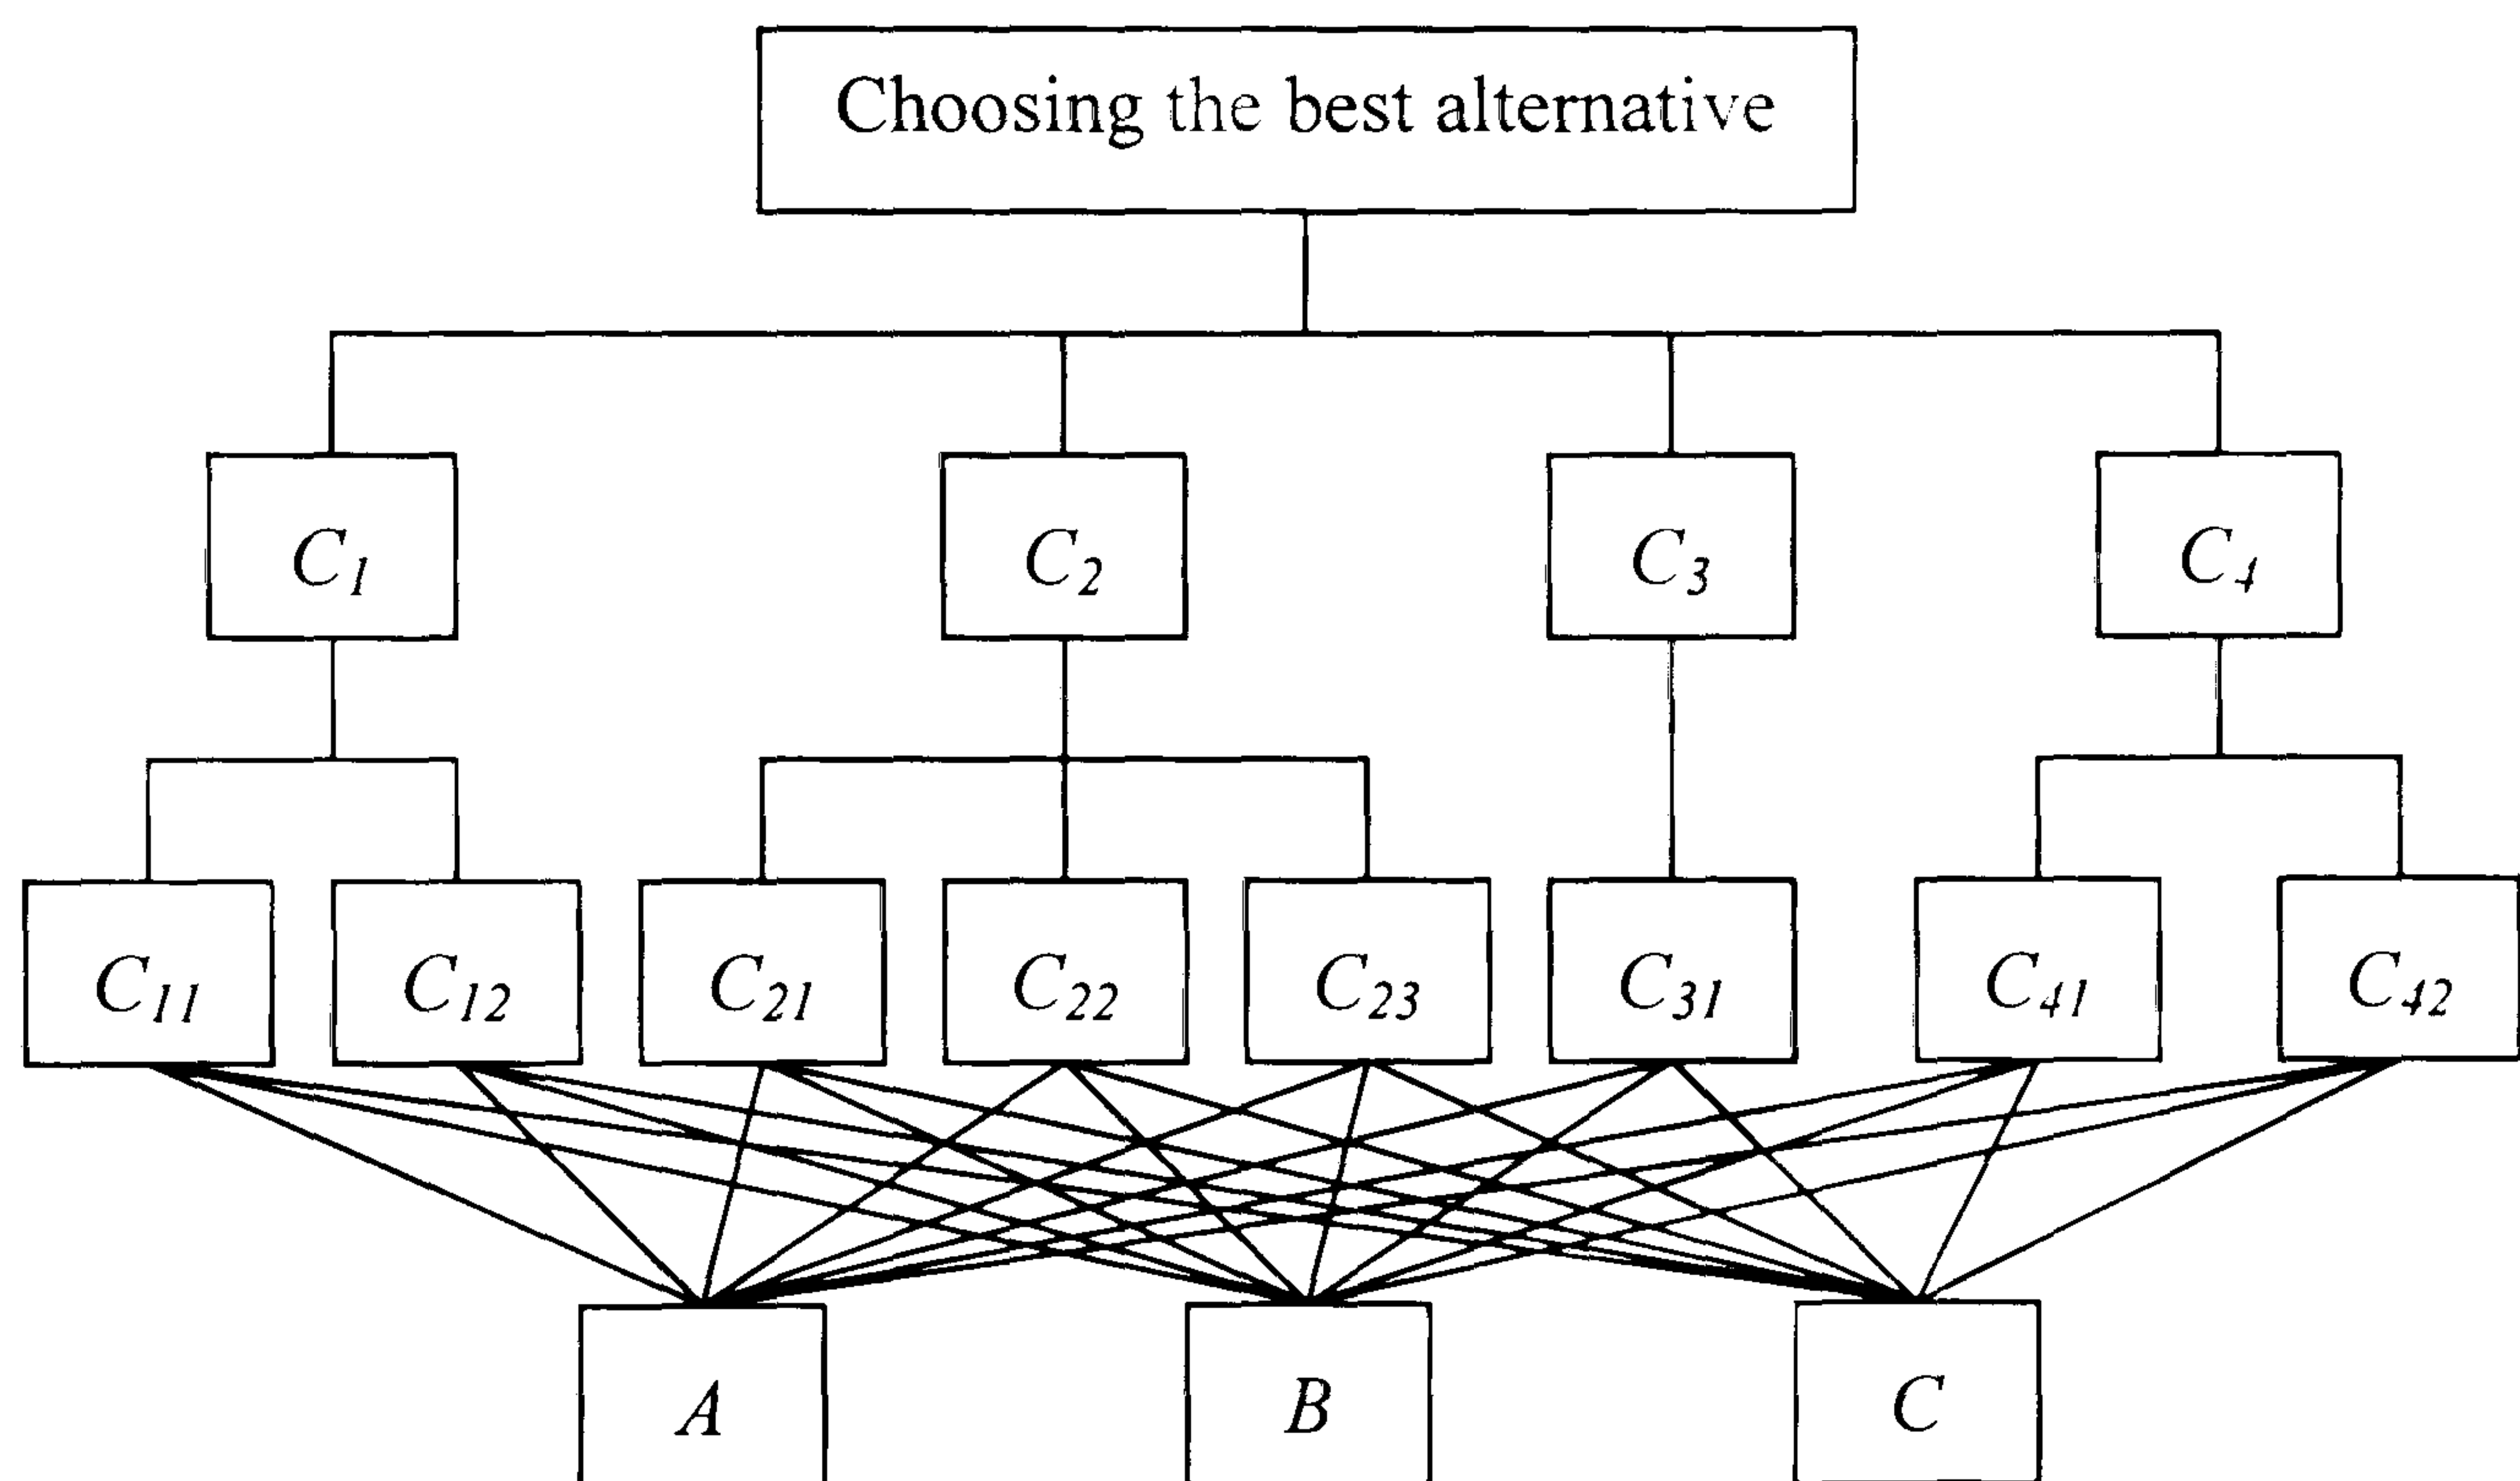 Choosing the best alternative
C₁ C₂ C₃ C₄
C₁₁ C₁₂ C₂₁ C₂₂ C₂₃ C₃₁ C₄₁ C₄₂
A B C